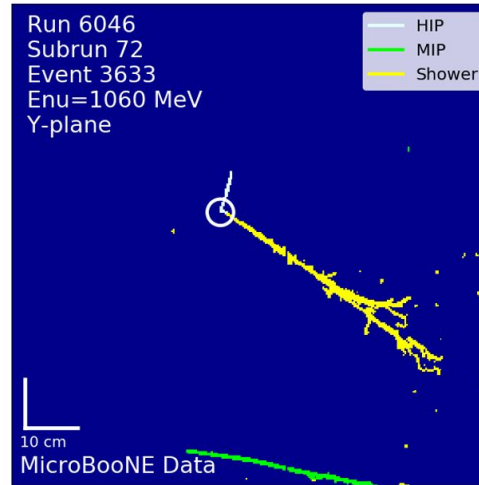 Run 6046
Subrun 72
Event 3633
Enu=1060 MeV
Y-plane
HIP
MIP
Shower
10 cm
MicroBooNE Data